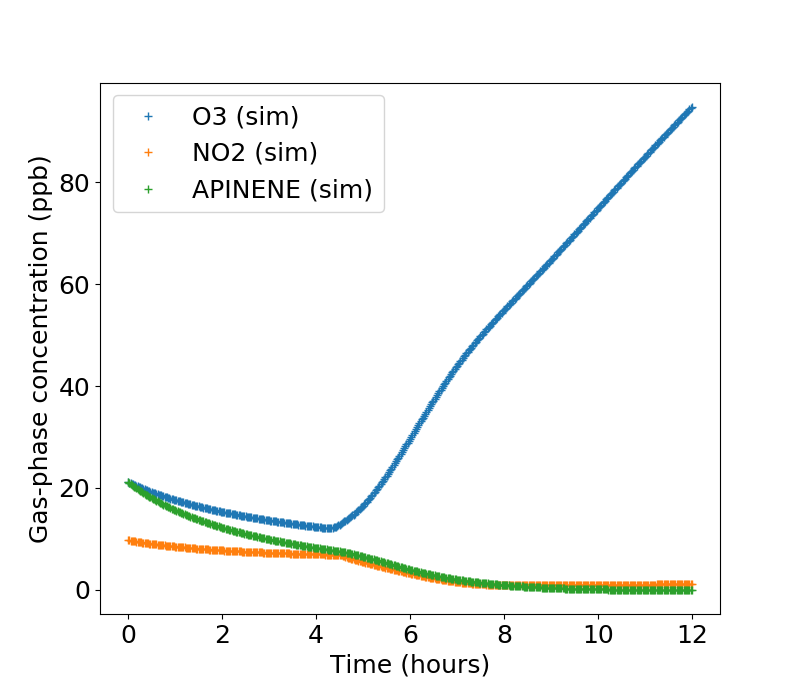 O3 (sim)
NO2 (sim)
APINENE (sim)
Gas-phase concentration (ppb)
80
60
40
20
0
0 2 4 6 8 10 12
Time (hours)